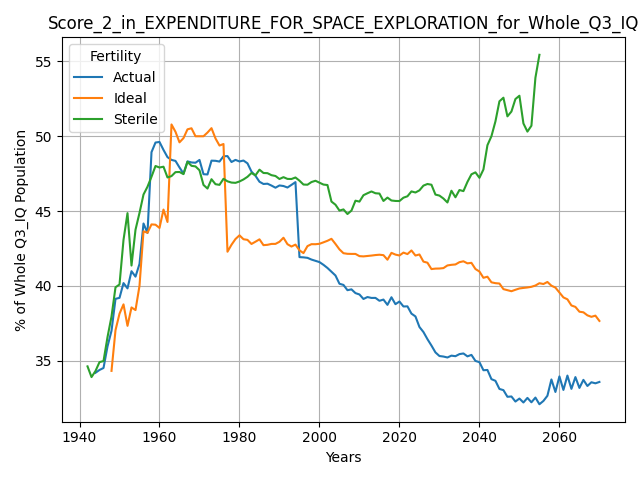 Score_2_in_EXPENDITURE_FOR_SPACE_EXPLORATION_for_Whole_Q3_IQ
Fertility
Actual
Ideal
Sterile
% of Whole Q3_IQ Population
55
50
45
40
35
1940
1960
1980
2000
2020
2040
2060
Years